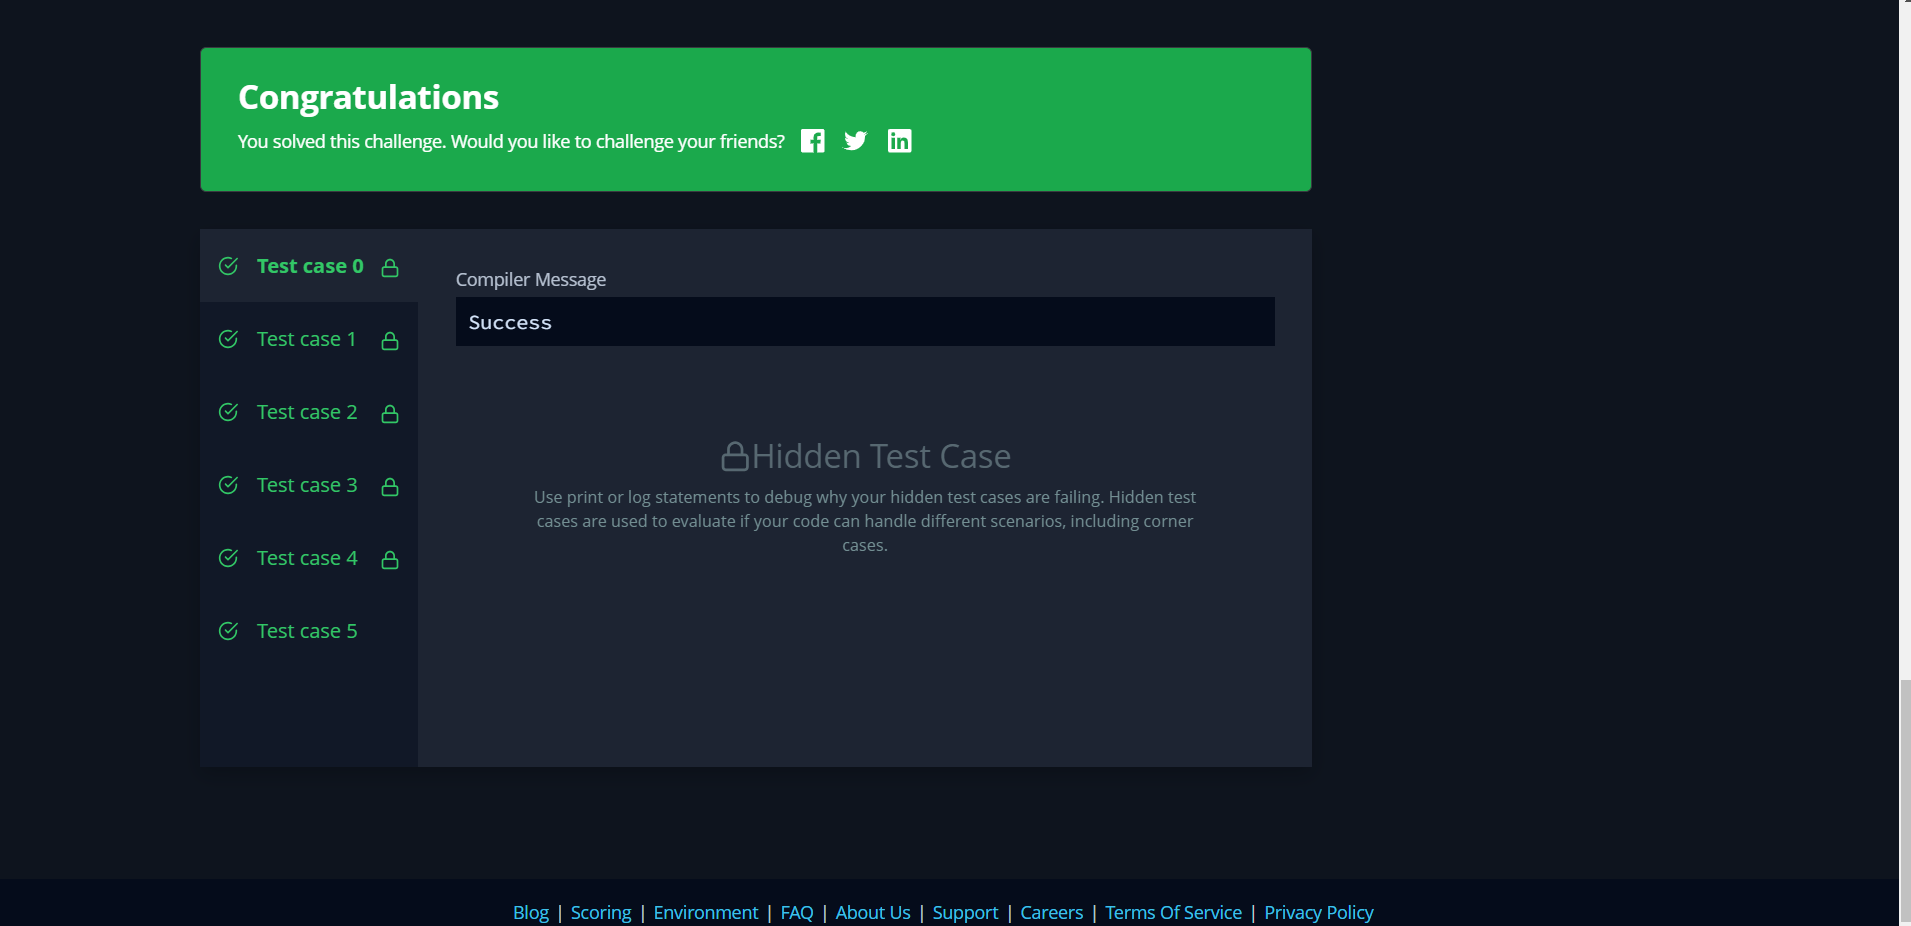 Congratulations
You solved this challenge. Would you like to challenge your friends?
Test case 0
Test case 1
Test case 2
Test case 3
Test case 4
Test case 5
Compiler Message
Success
Hidden Test Case
Use print or log statements to debug why your hidden test cases are failing. Hidden test
cases are used to evaluate if your code can handle different scenarios, including corner
cases.
Blog | Scoring | Environment | FAQ | About Us | Support | Careers | Terms Of Service | Privacy Policy